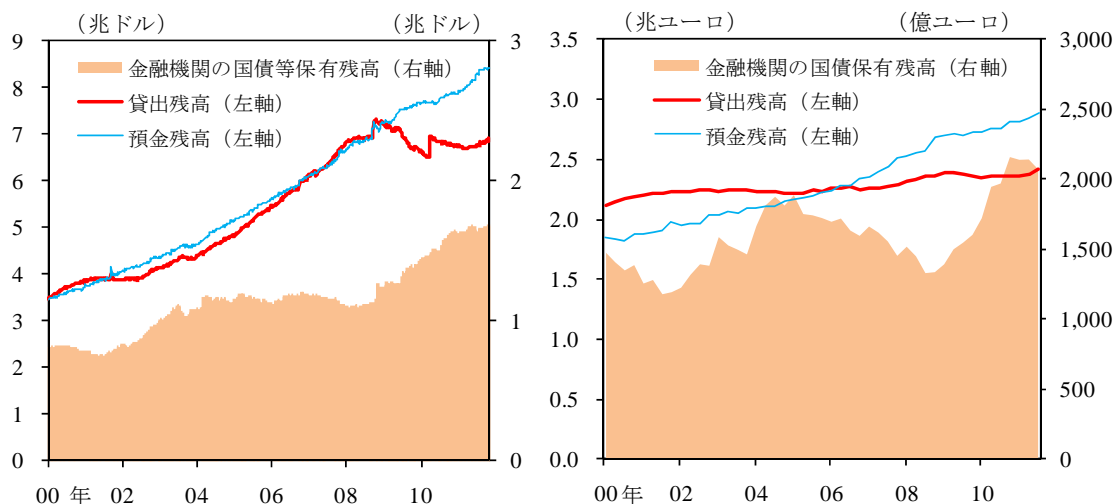 （兆ドル）
（兆ドル）
9
8
7
6
5
4
3
2
1
0
3
2
1
0
金融機関の国債等保有残高（右軸）
貸出残高（左軸）
預金残高（左軸）
00 年 02 04 06 08 10
（兆ユーロ）
（億ユーロ）
3.5
3.0
2.5
2.0
1.5
1.0
0.5
0.0
3,000
2,500
2,000
1,500
1,000
500
0
金融機関の国債保有残高（右軸）
貸出残高（左軸）
預金残高（左軸）
00年 02 04 06 08 10